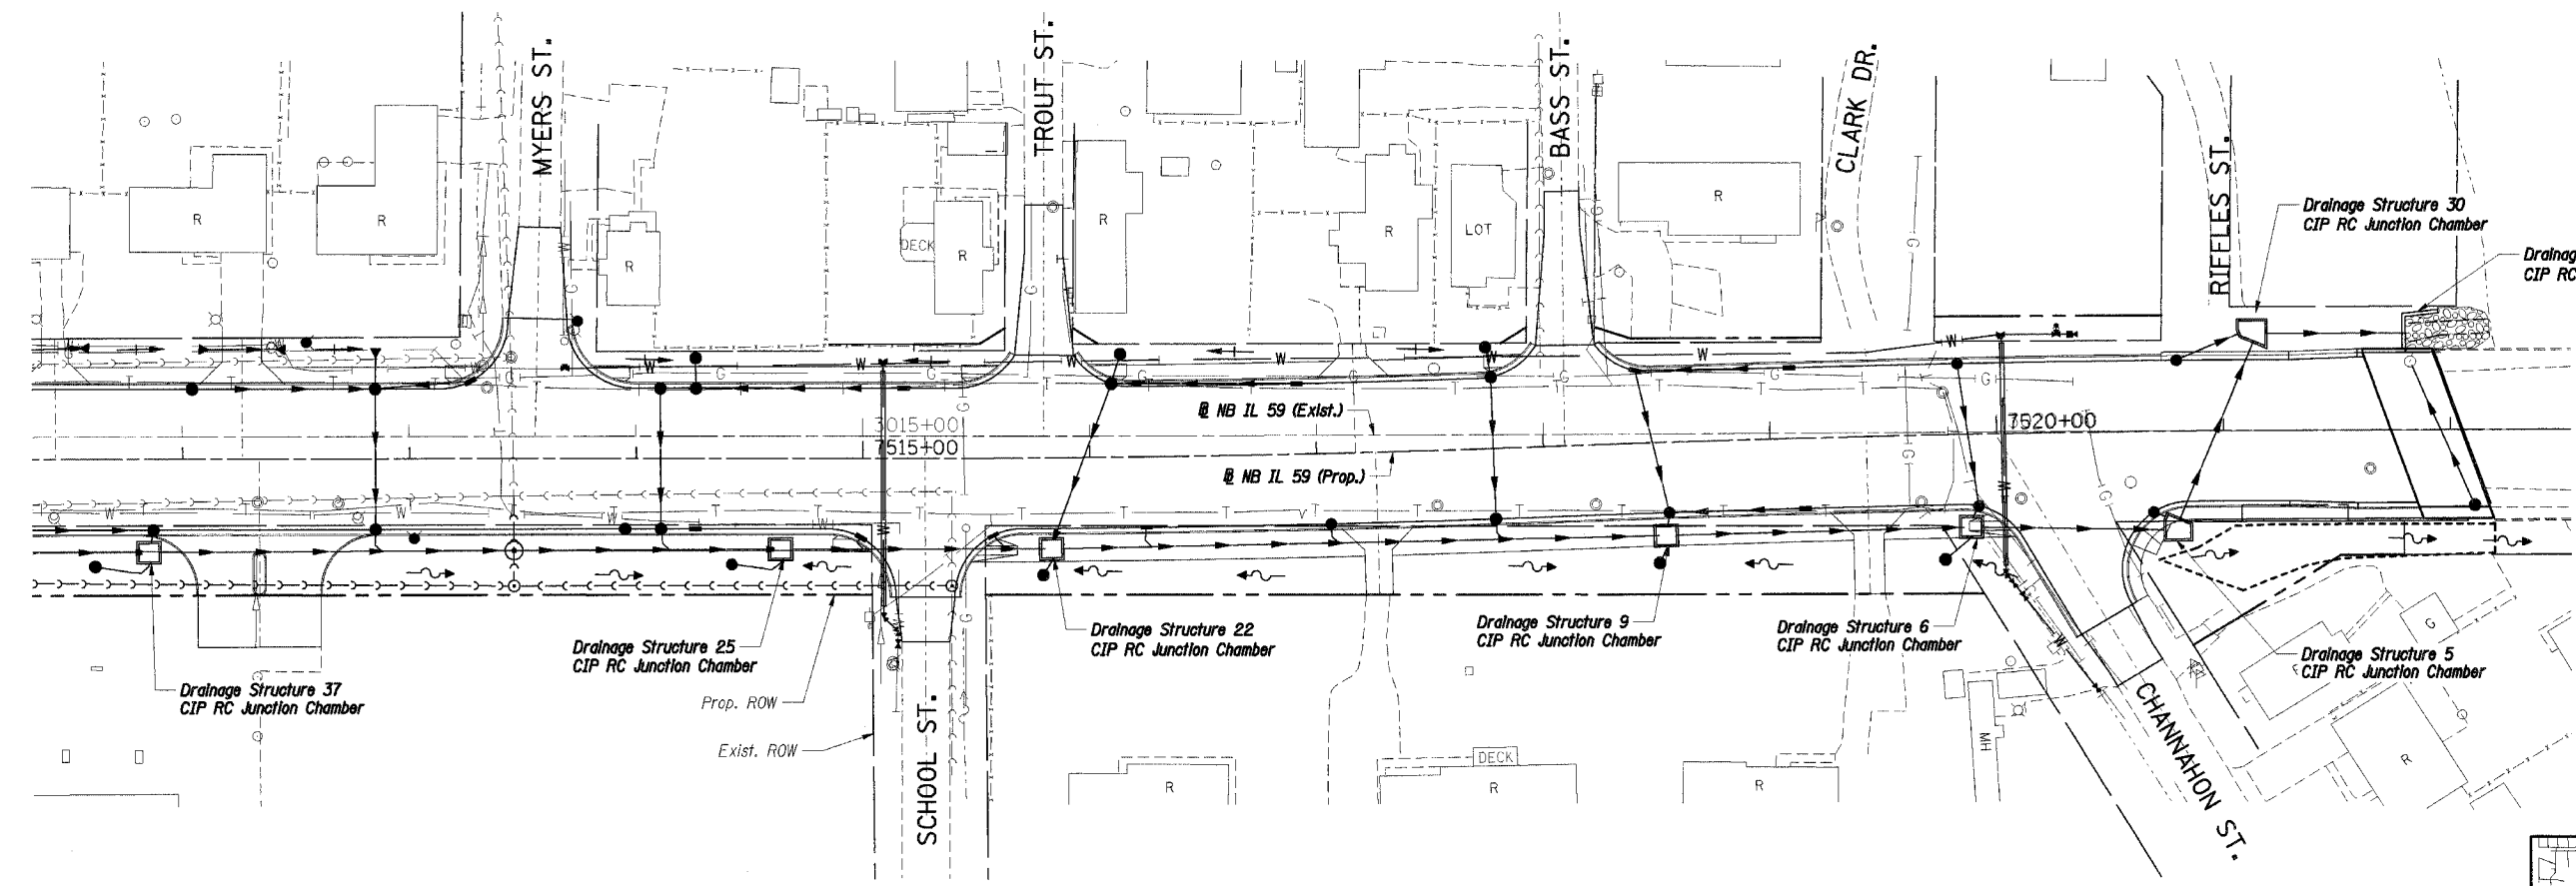 MYERS ST.
TROUT ST.
BASS ST.
CLARK DR.
RIFFLES ST.
Drainage Structure 30
CIP RC Junction Chamber
Drainag
CIP RC
R
R
R
DECK
R
R
R
LOT
R
℄ NB IL 59 (Exist.)
3015+00
7515+00
7520+00
℄ NB IL 59 (Prop.)
Drainage Structure 37
CIP RC Junction Chamber
Drainage Structure 25
CIP RC Junction Chamber
Prop. ROW
Exist. ROW
SCHOOL ST.
Drainage Structure 22
CIP RC Junction Chamber
Drainage Structure 9
CIP RC Junction Chamber
Drainage Structure 6
CIP RC Junction Chamber
Drainage Structure 5
CIP RC Junction Chamber
CHANNAHON ST.
R
DECK
R
R
MH
G
R